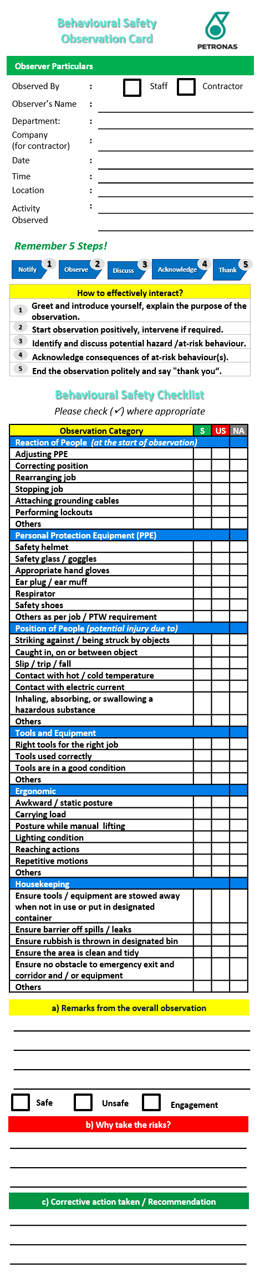 Behavioural Safety
Observation Card
PETRONAS
Observer Particulars
Observed By : Staff Contractor
Observer's Name :
Department: :
Company
(for contractor) :
Date :
Time :
Location :
Activity :
Observed
Remember 5 Steps!
Notify 1 Observe 2 Discuss 3 Acknowledge 4 Thank 5
How to effectively interact?
1 Greet and introduce yourself, explain the purpose of the
observation.
2 Start observation positively, intervene if required.
3 Identify and discuss potential hazard /at-risk behaviour.
4 Acknowledge consequences of at-risk behaviour(s).
5 End the observation politely and say "thank you".
Behavioural Safety Checklist
Please check (✓) where appropriate
Observation Category S US NA
Reaction of People (at the start of observation)
Adjusting PPE
Correcting position
Rearranging job
Stopping job
Attaching grounding cables
Performing lockouts
Others
Personal Protection Equipment (PPE)
Safety helmet
Safety glass / goggles
Appropriate hand gloves
Ear plug / ear muff
Respirator
Safety shoes
Others as per job / PTW requirement
Position of People (potential injury due to)
Striking against / being struck by objects
Caught in, on or between object
Slip / trip / fall
Contact with hot / cold temperature
Contact with electric current
Inhaling, absorbing, or swallowing a
hazardous substance
Others
Tools and Equipment
Right tools for the right job
Tools used correctly
Tools are in a good condition
Others
Ergonomic
Awkward / static posture
Carrying load
Posture while manual lifting
Lighting condition
Reaching actions
Repetitive motions
Others
Housekeeping
Ensure tools / equipment are stowed away
when not in use or put in designated
container
Ensure barrier off spills / leaks
Ensure rubbish is thrown in designated bin
Ensure the area is clean and tidy
Ensure no obstacle to emergency exit and
corridor and / or equipment
Others
a) Remarks from the overall observation
Safe Unsafe Engagement
b) Why take the risks?
c) Corrective action taken / Recommendation